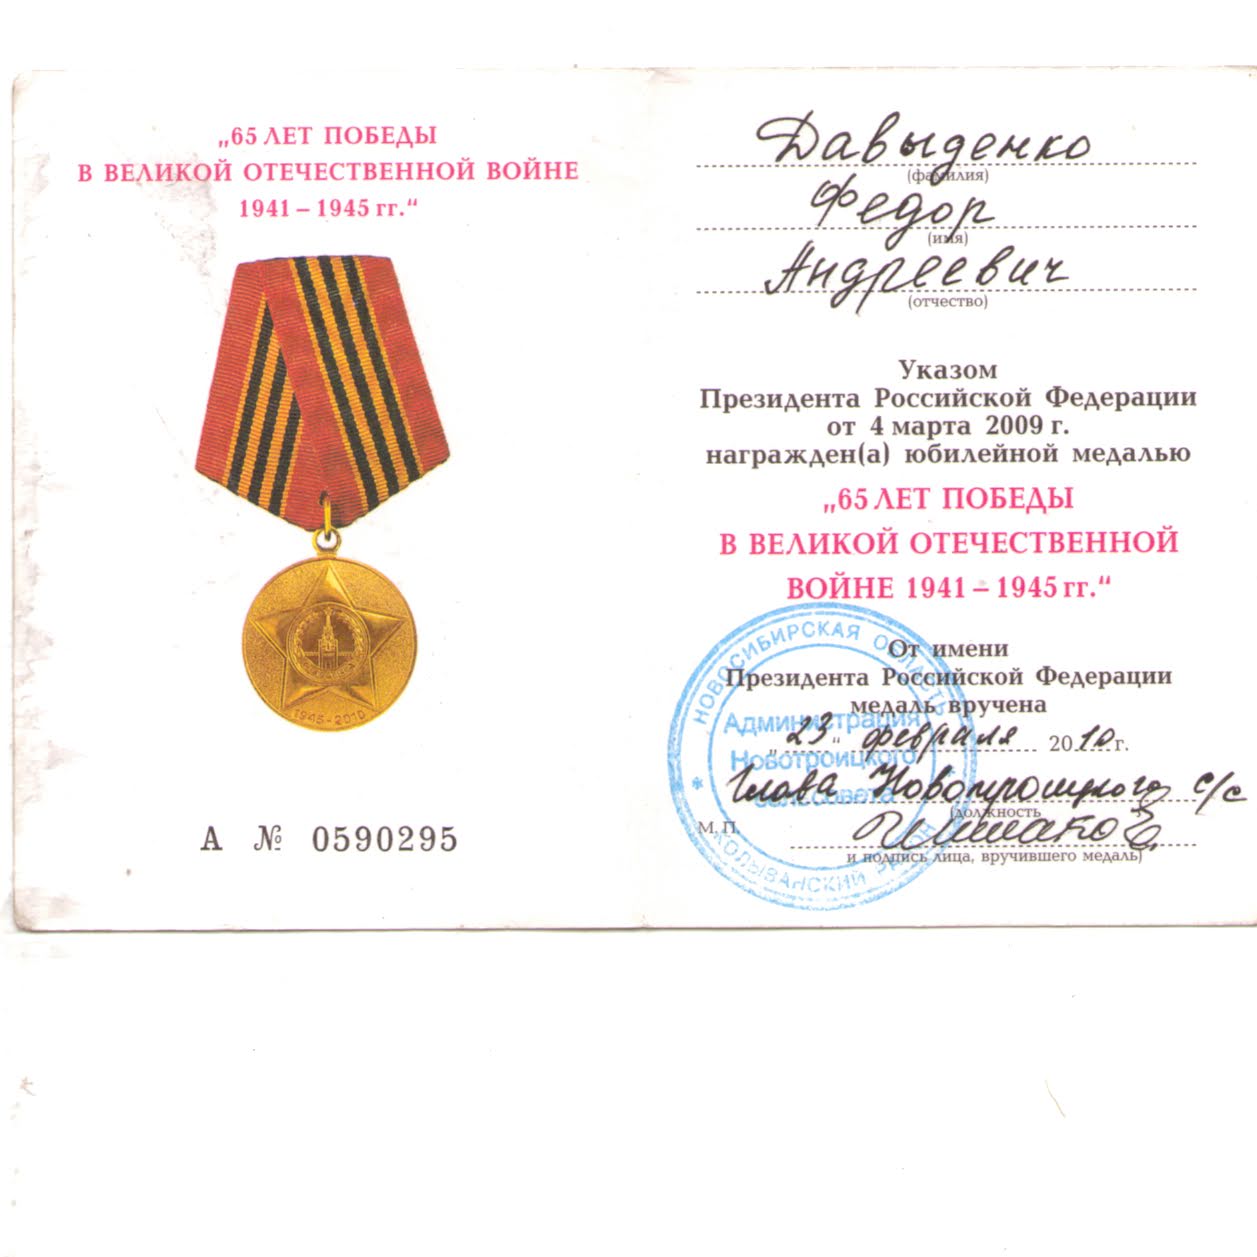 „65 ЛЕТ ПОБЕДЫ
В ВЕЛИКОЙ ОТЕЧЕСТВЕННОЙ ВОЙНЕ
1941 – 1945 гг.“
1945-2010
А № 0590295
Давыденко
(фамилия)
Федор
(имя)
Андреевич
(отчество)
Указом
Президента Российской Федерации
от 4 марта 2009 г.
награжден(а) юбилейной медалью
„65 ЛЕТ ПОБЕДЫ
В ВЕЛИКОЙ ОТЕЧЕСТВЕННОЙ
ВОЙНЕ 1941 – 1945 гг.“
От имени
Президента Российской Федерации
медаль вручена
„23“ февраля 2010 г.
Глава Новотроицкого с/с
(должность
М. П.
и подпись лица, вручившего медаль)
НОВОСИБИРСКАЯ ОБЛАСТЬ
Администрация
Новотроицкого
сельсовета
КОЛЫВАНСКИЙ РАЙОН